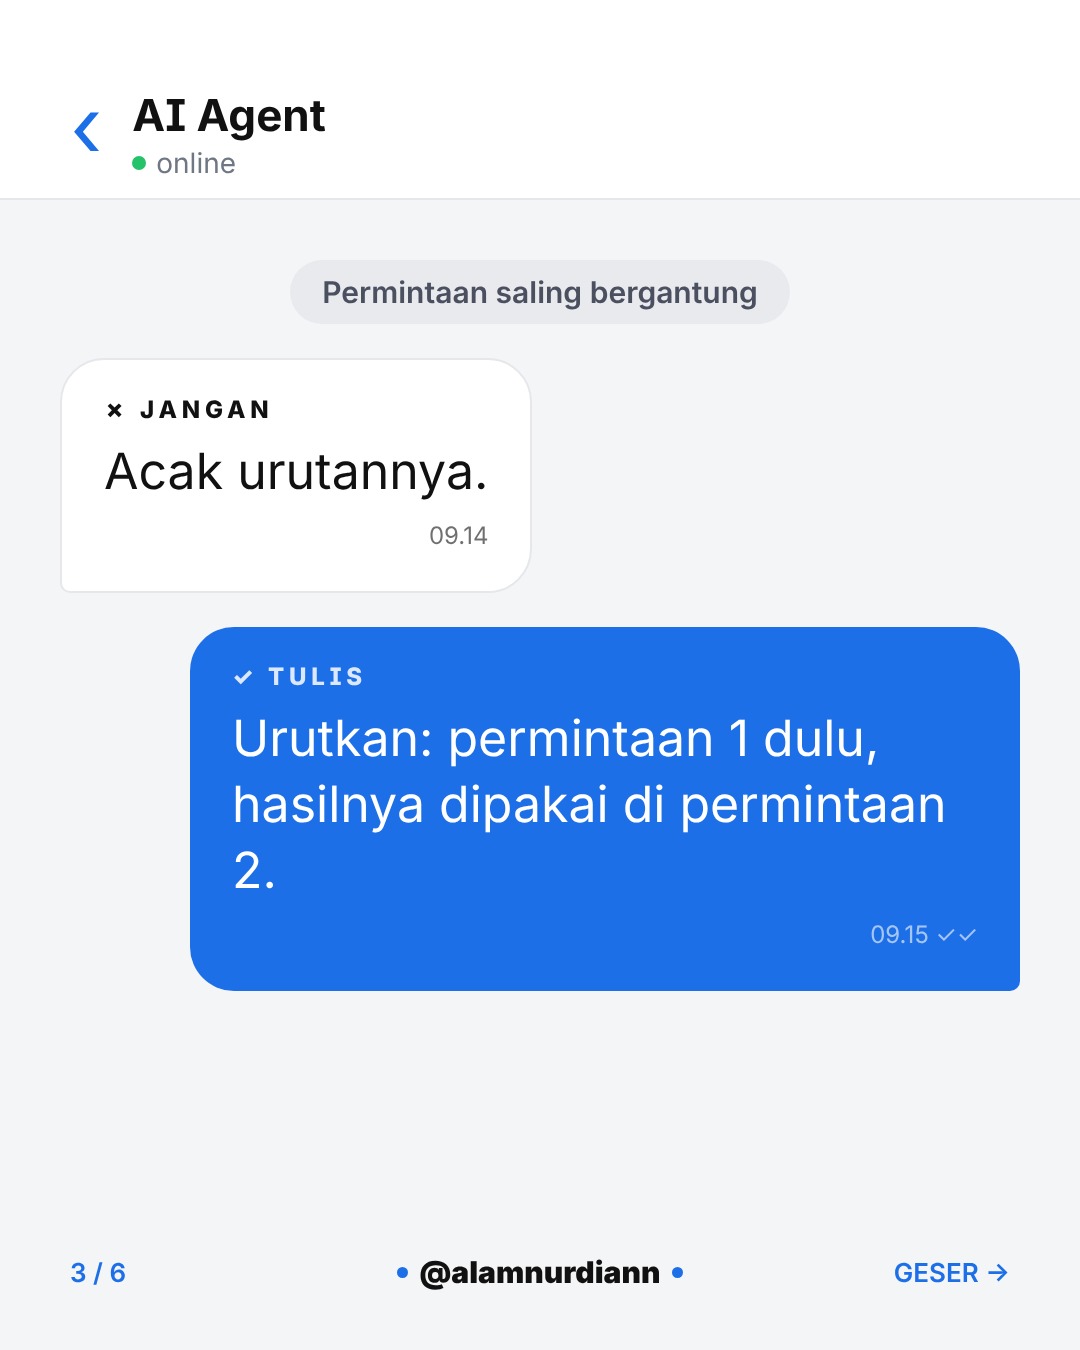 AI Agent
online
Permintaan saling bergantung
× JANGAN
Acak urutannya.
09.14
✓ TULIS
Urutkan: permintaan 1 dulu,
hasilnya dipakai di permintaan
2.
09.15 ✓✓
3 / 6
• @alamnurdiann •
GESER →